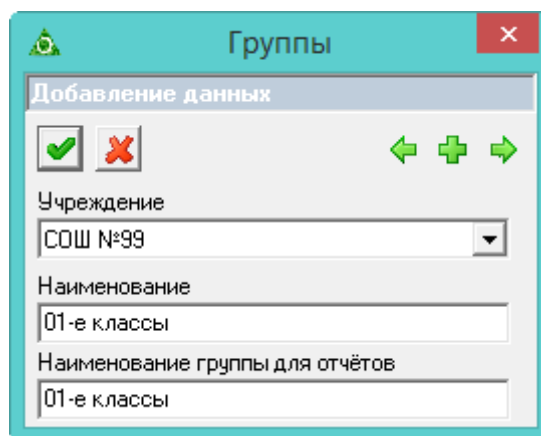 Группы
Добавление данных
Учреждение
СОШ №99
Наименование
01-е классы
Наименование группы для отчётов
01-е классы